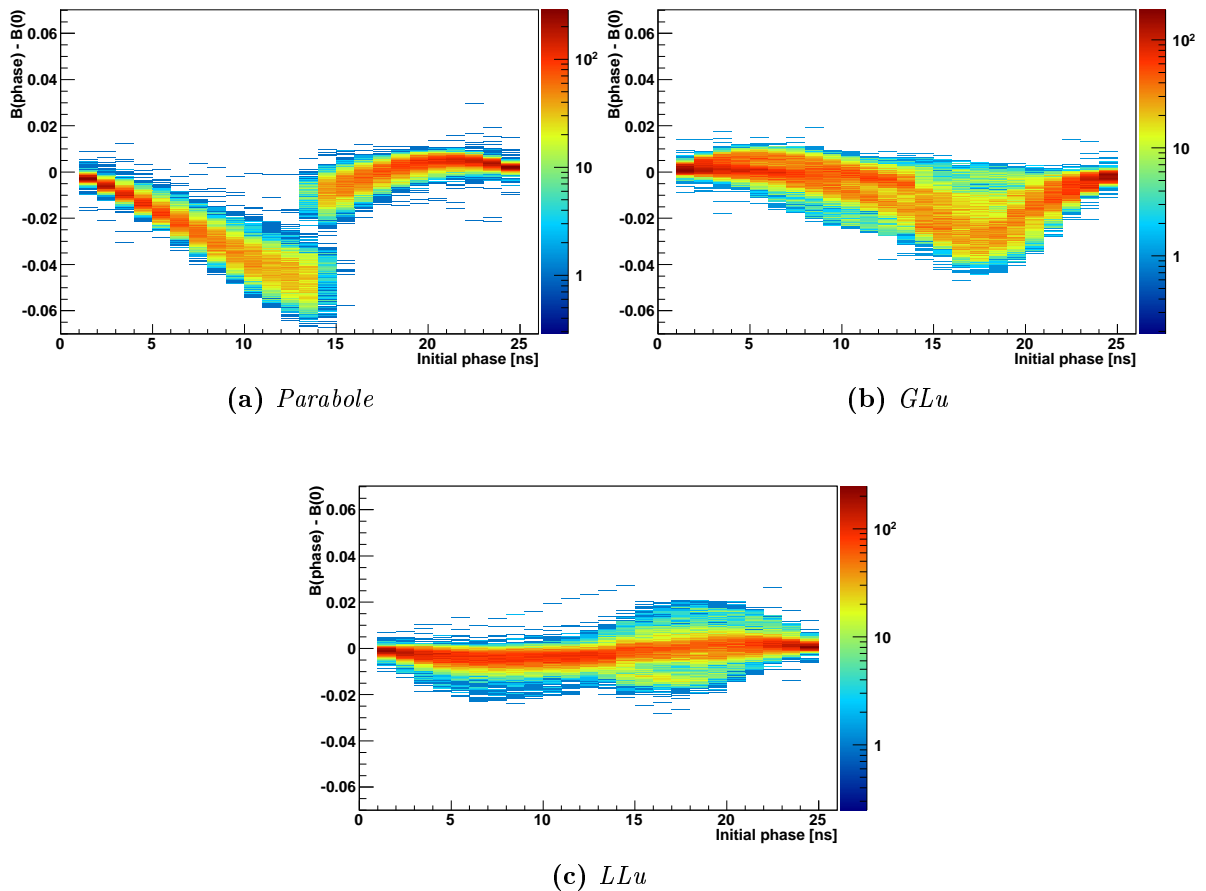 B(phase) - B(0)
0.06
0.04
0.02
0
-0.02
-0.04
-0.06
0 5 10 15 20 25
Initial phase [ns]
10²
10
1
(a) Parabole
B(phase) - B(0)
0.06
0.04
0.02
0
-0.02
-0.04
-0.06
0 5 10 15 20 25
Initial phase [ns]
10²
10
1
(b) GLu
B(phase) - B(0)
0.06
0.04
0.02
0
-0.02
-0.04
-0.06
0 5 10 15 20 25
Initial phase [ns]
10²
10
1
(c) LLu